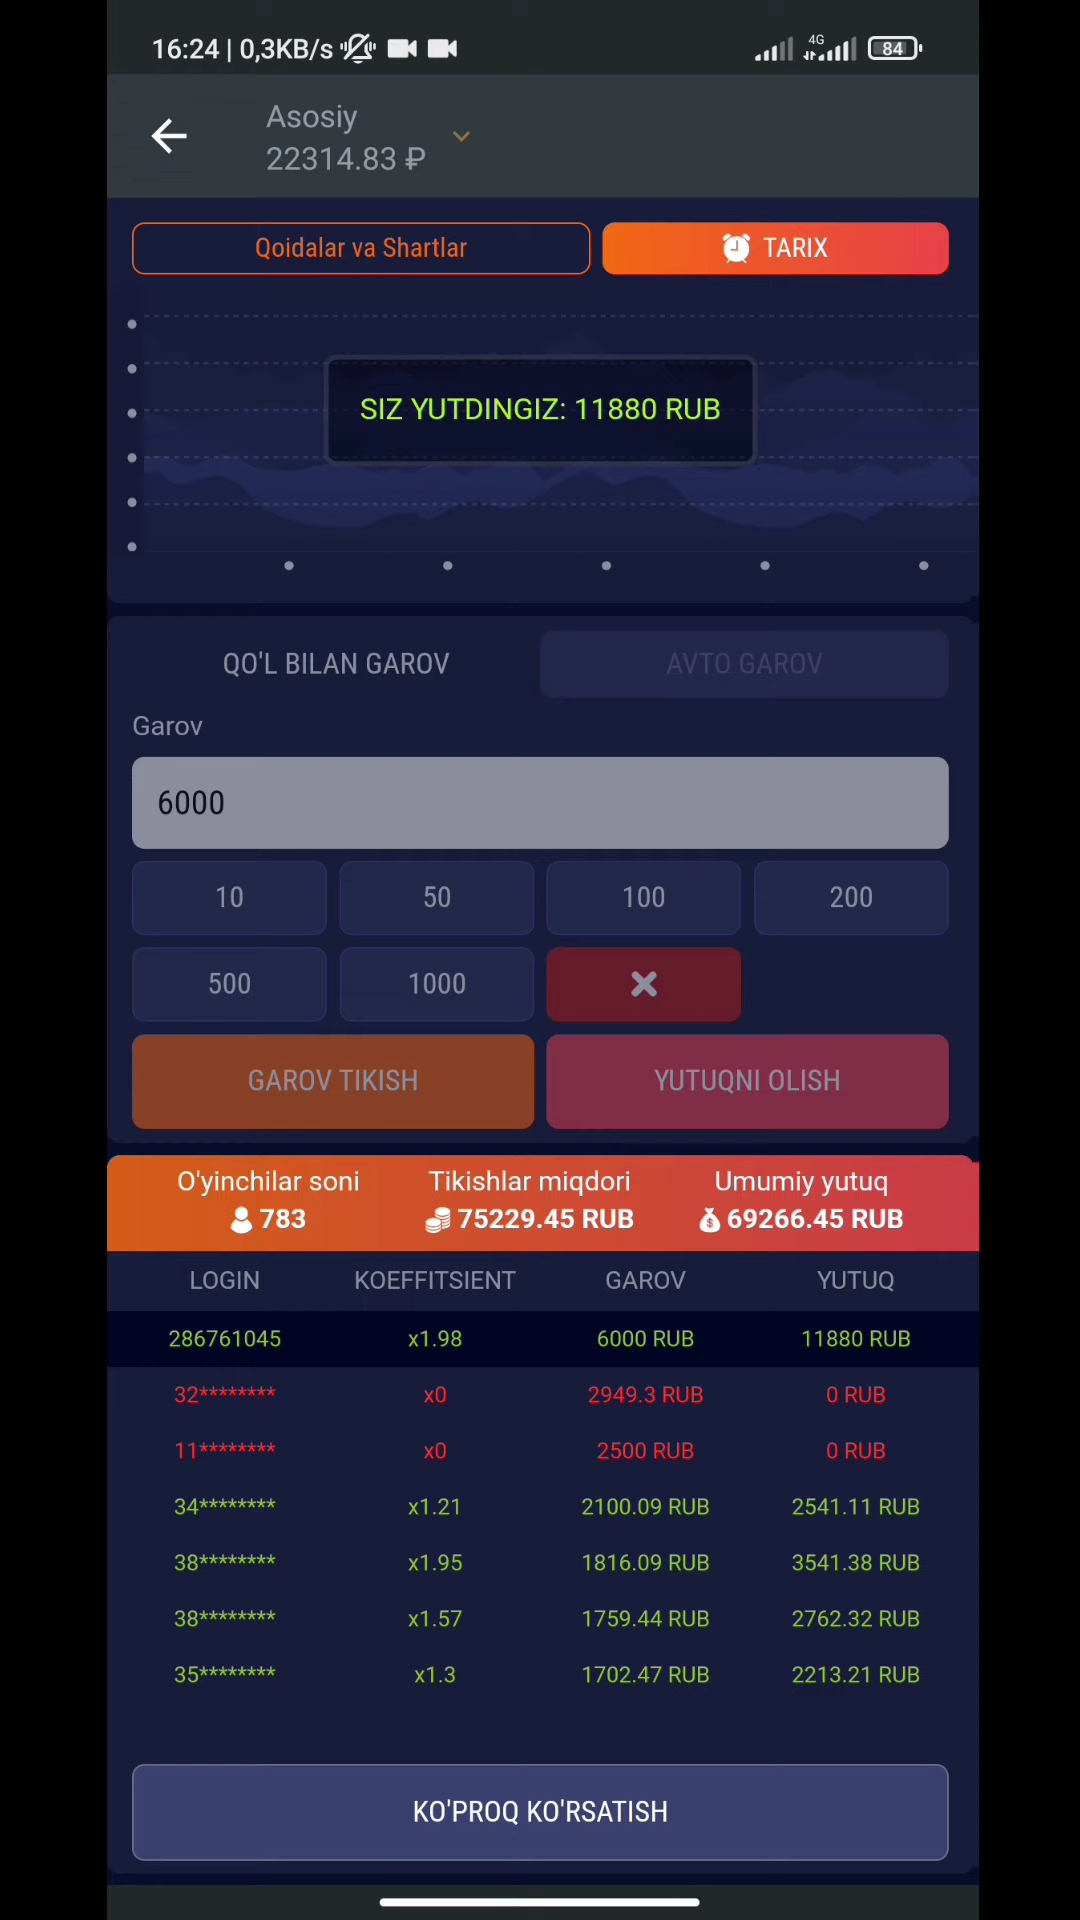 16:24 | 0,3KB/s
4G
84
Asosiy
22314.83 ₽
Qoidalar va Shartlar
TARIX
SIZ YUTDINGIZ: 11880 RUB
QO'L BILAN GAROV
AVTO GAROV
Garov
6000
10 50 100 200
500 1000
GAROV TIKISH
YUTUQNI OLISH
O'yinchilar soni Tikishlar miqdori Umumiy yutuq
783 75229.45 RUB 69266.45 RUB
LOGIN KOEFFITSIENT GAROV YUTUQ
286761045 x1.98 6000 RUB 11880 RUB
32******** x0 2949.3 RUB 0 RUB
11******** x0 2500 RUB 0 RUB
34******** x1.21 2100.09 RUB 2541.11 RUB
38******** x1.95 1816.09 RUB 3541.38 RUB
38******** x1.57 1759.44 RUB 2762.32 RUB
35******** x1.3 1702.47 RUB 2213.21 RUB
KO'PROQ KO'RSATISH